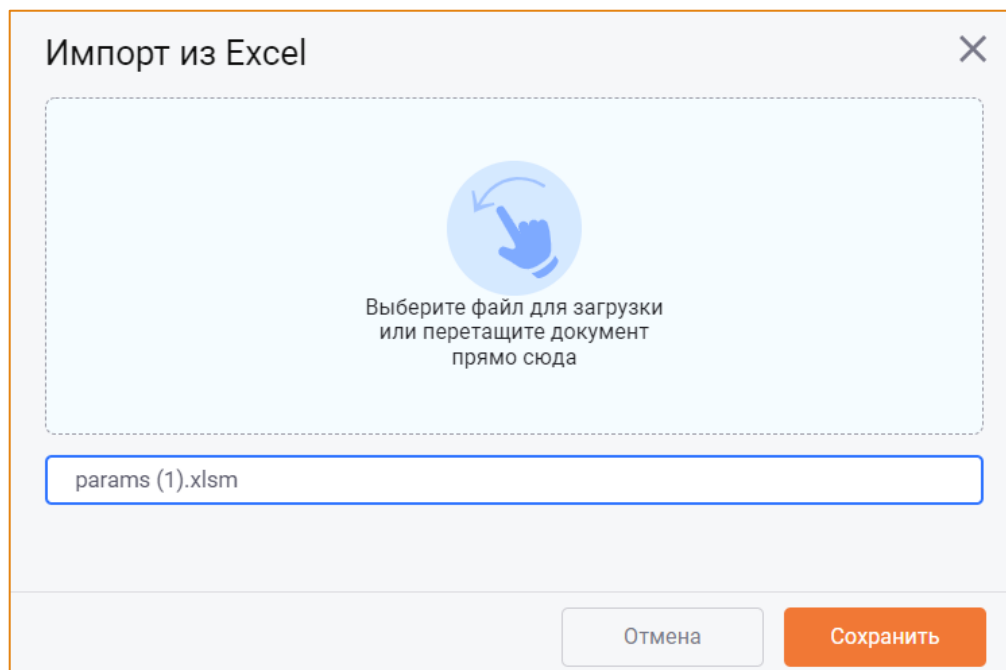 Импорт из Excel
Выберите файл для загрузки
или перетащите документ
прямо сюда
params (1).xlsm
Отмена
Сохранить